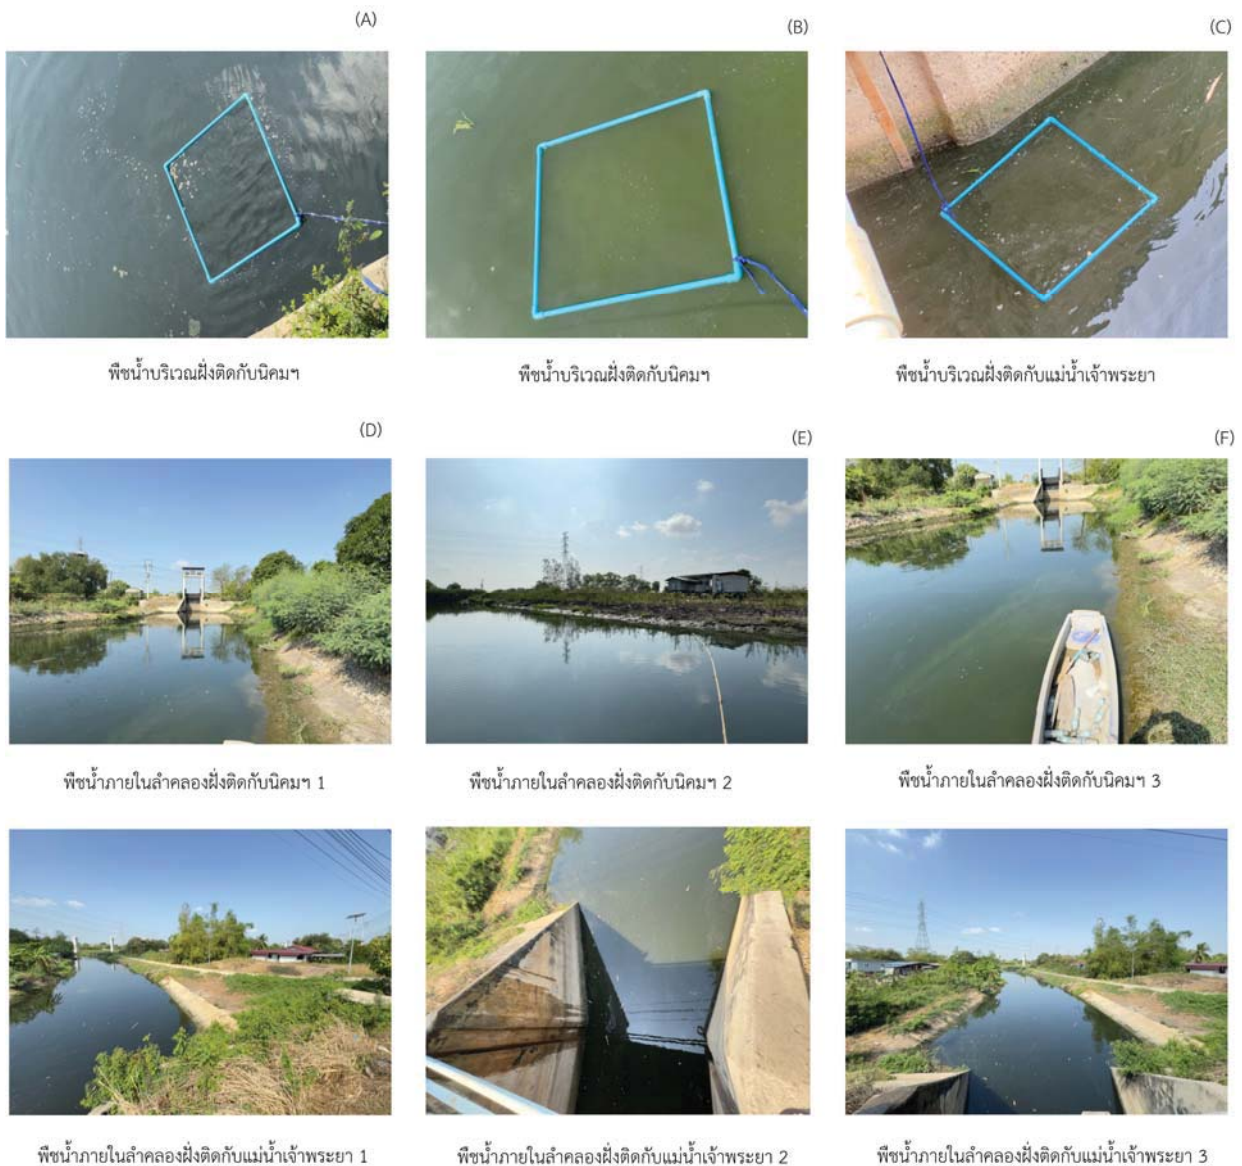 (A)
(B)
(C)
พืชน้ำบริเวณฝั่งติดกับนิคมฯ
พืชน้ำบริเวณฝั่งติดกับนิคมฯ
พืชน้ำบริเวณฝั่งติดกับแม่น้ำเจ้าพระยา
(D)
(E)
(F)
พืชน้ำภายในลำคลองฝั่งติดกับนิคมฯ 1
พืชน้ำภายในลำคลองฝั่งติดกับนิคมฯ 2
พืชน้ำภายในลำคลองฝั่งติดกับนิคมฯ 3
พืชน้ำภายในลำคลองฝั่งติดกับแม่น้ำเจ้าพระยา 1
พืชน้ำภายในลำคลองฝั่งติดกับแม่น้ำเจ้าพระยา 2
พืชน้ำภายในลำคลองฝั่งติดกับแม่น้ำเจ้าพระยา 3